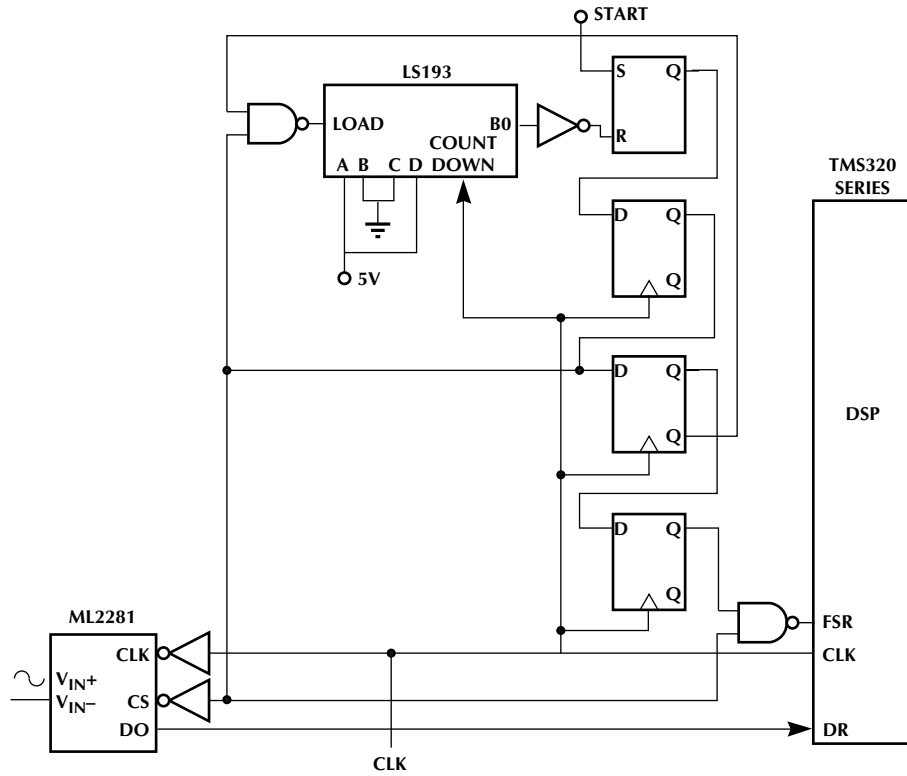 START
LS193
S Q
LOAD
B0
COUNT
R
A B C D DOWN
TMS320
SERIES
D Q
5V
Q
D Q
DSP
Q
D Q
ML2281
Q
FSR
CLK
CLK
VIN+
VIN–
CS
DO
DR
CLK